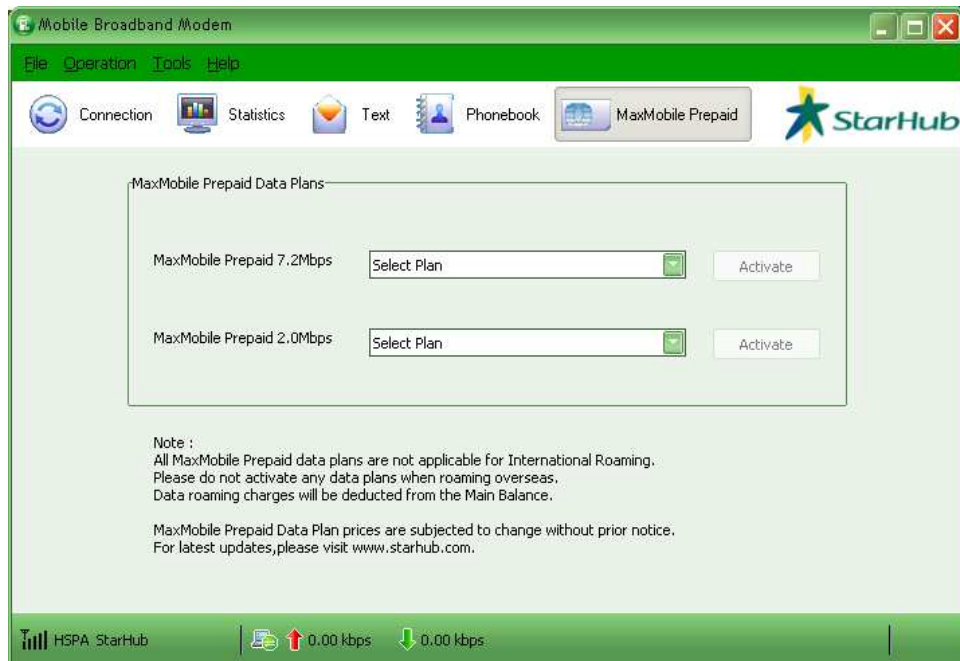 Mobile Broadband Modem
File Operation Tools Help
Connection Statistics Text Phonebook MaxMobile Prepaid StarHub
MaxMobile Prepaid Data Plans
MaxMobile Prepaid 7.2Mbps Select Plan Activate
MaxMobile Prepaid 2.0Mbps Select Plan Activate
Note :
All MaxMobile Prepaid data plans are not applicable for International Roaming.
Please do not activate any data plans when roaming overseas.
Data roaming charges will be deducted from the Main Balance.
MaxMobile Prepaid Data Plan prices are subjected to change without prior notice.
For latest updates,please visit www.starhub.com.
HSPA StarHub 0.00 kbps 0.00 kbps